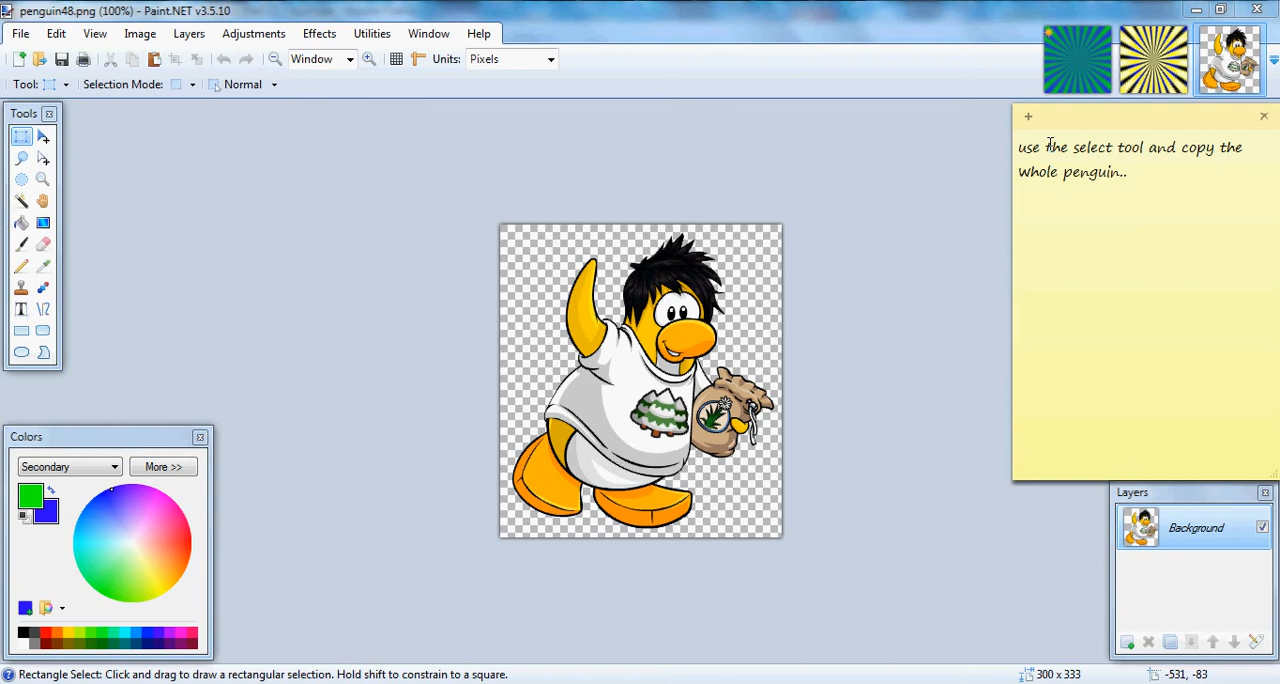 penguin48.png (100%) - Paint.NET v3.5.10
File Edit View Image Layers Adjustments Effects Utilities Window Help
Window Units: Pixels
Tool: Selection Mode: Normal
Tools
use the select tool and copy the
whole penguin..
Colors
Secondary More >>
Layers
Background
Rectangle Select: Click and drag to draw a rectangular selection. Hold shift to constrain to a square.
300 x 333 -531, -83